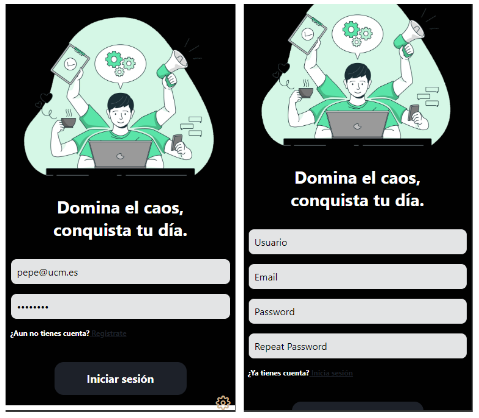 Domina el caos,
conquista tu día.
pepe@ucm.es
••••••••
¿Aun no tienes cuenta? Regístrate
Iniciar sesión
Domina el caos,
conquista tu día.
Usuario
Email
Password
Repeat Password
¿Ya tienes cuenta? Inicia sesión